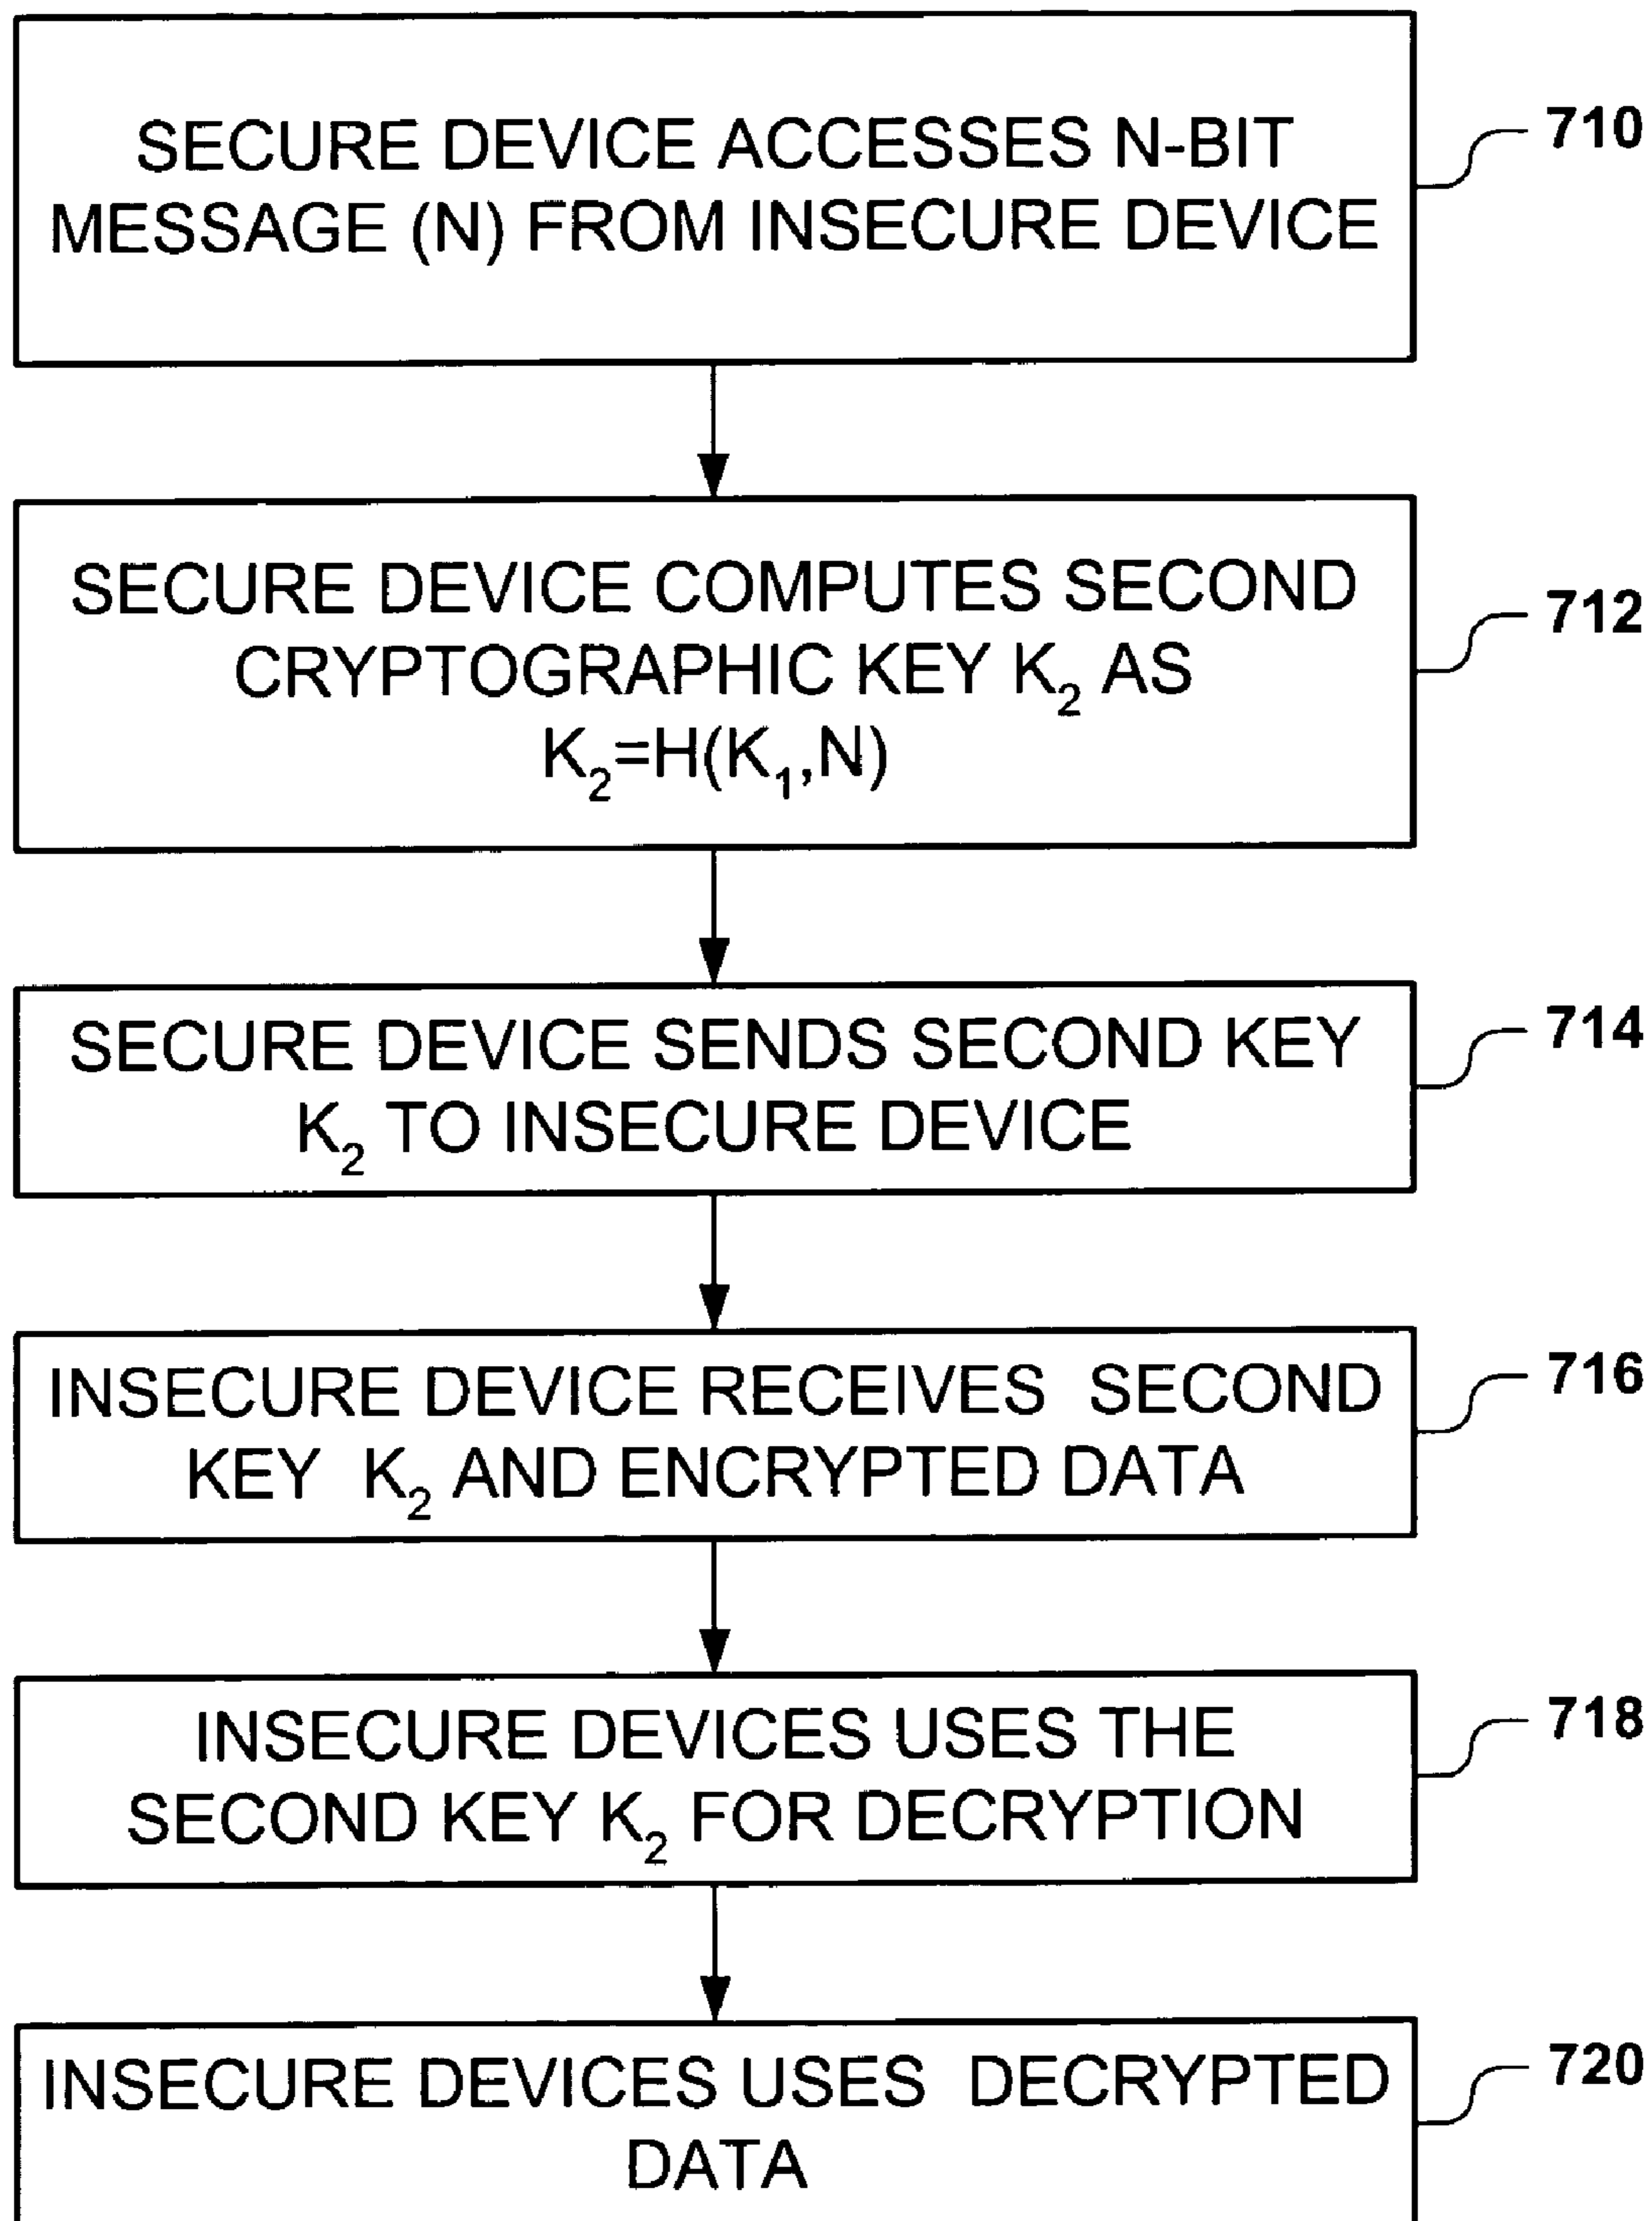 SECURE DEVICE ACCESSES N-BIT
MESSAGE (N) FROM INSECURE DEVICE
710
SECURE DEVICE COMPUTES SECOND
CRYPTOGRAPHIC KEY K₂ AS
K₂=H(K₁,N)
712
SECURE DEVICE SENDS SECOND KEY
K₂ TO INSECURE DEVICE
714
INSECURE DEVICE RECEIVES SECOND
KEY K₂ AND ENCRYPTED DATA
716
INSECURE DEVICES USES THE
SECOND KEY K₂ FOR DECRYPTION
718
INSECURE DEVICES USES DECRYPTED
DATA
720